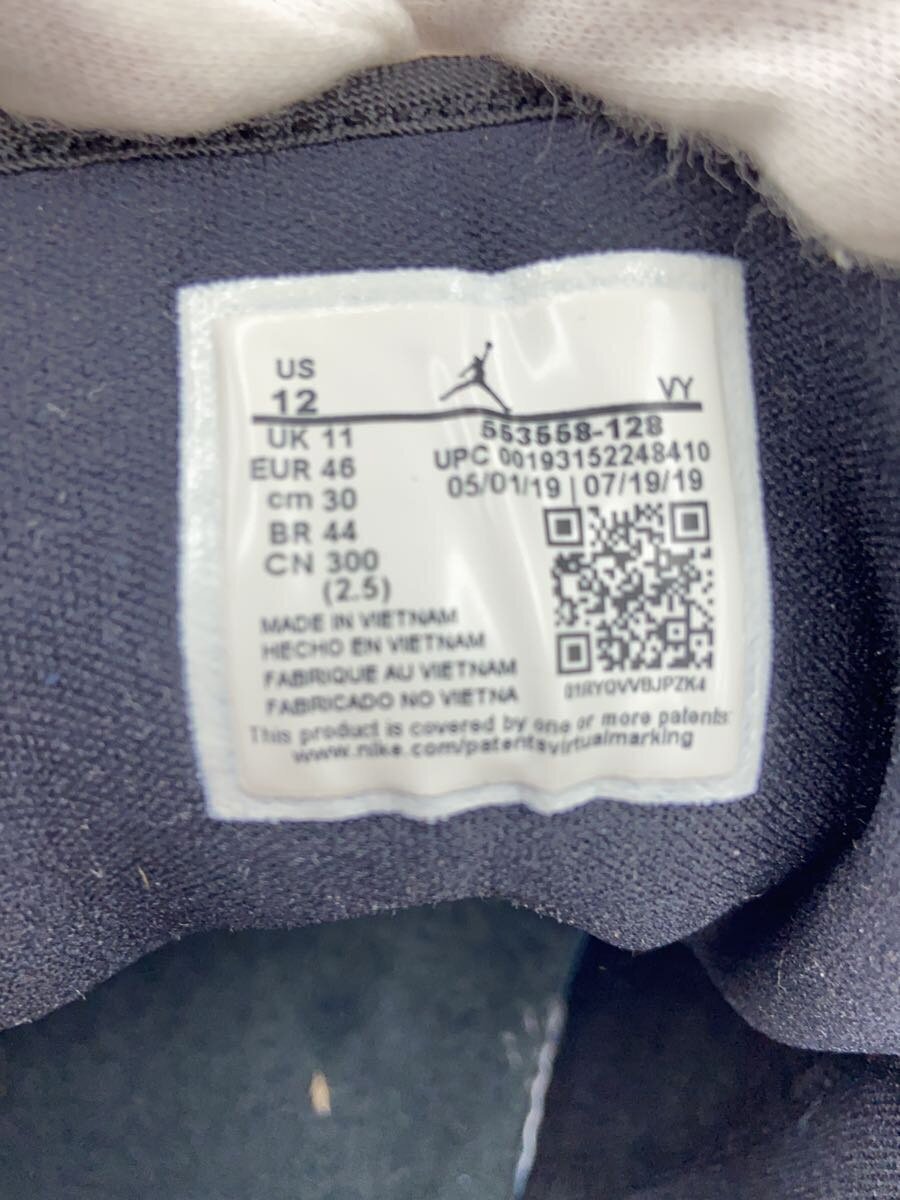 US
12
VY
UK 11
EUR 46
cm 30
BR 44
CN 300
(2.5)
553558-128
UPC 00193152248410
05/01/19 | 07/19/19
MADE IN VIETNAM
HECHO EN VIETNAM
FABRIQUE AU VIETNAM
FABRICADO NO VIETNA
01RYOVVBJPZK4
This product is covered by one or more patents
www.nike.com/patentsvirtualmarking